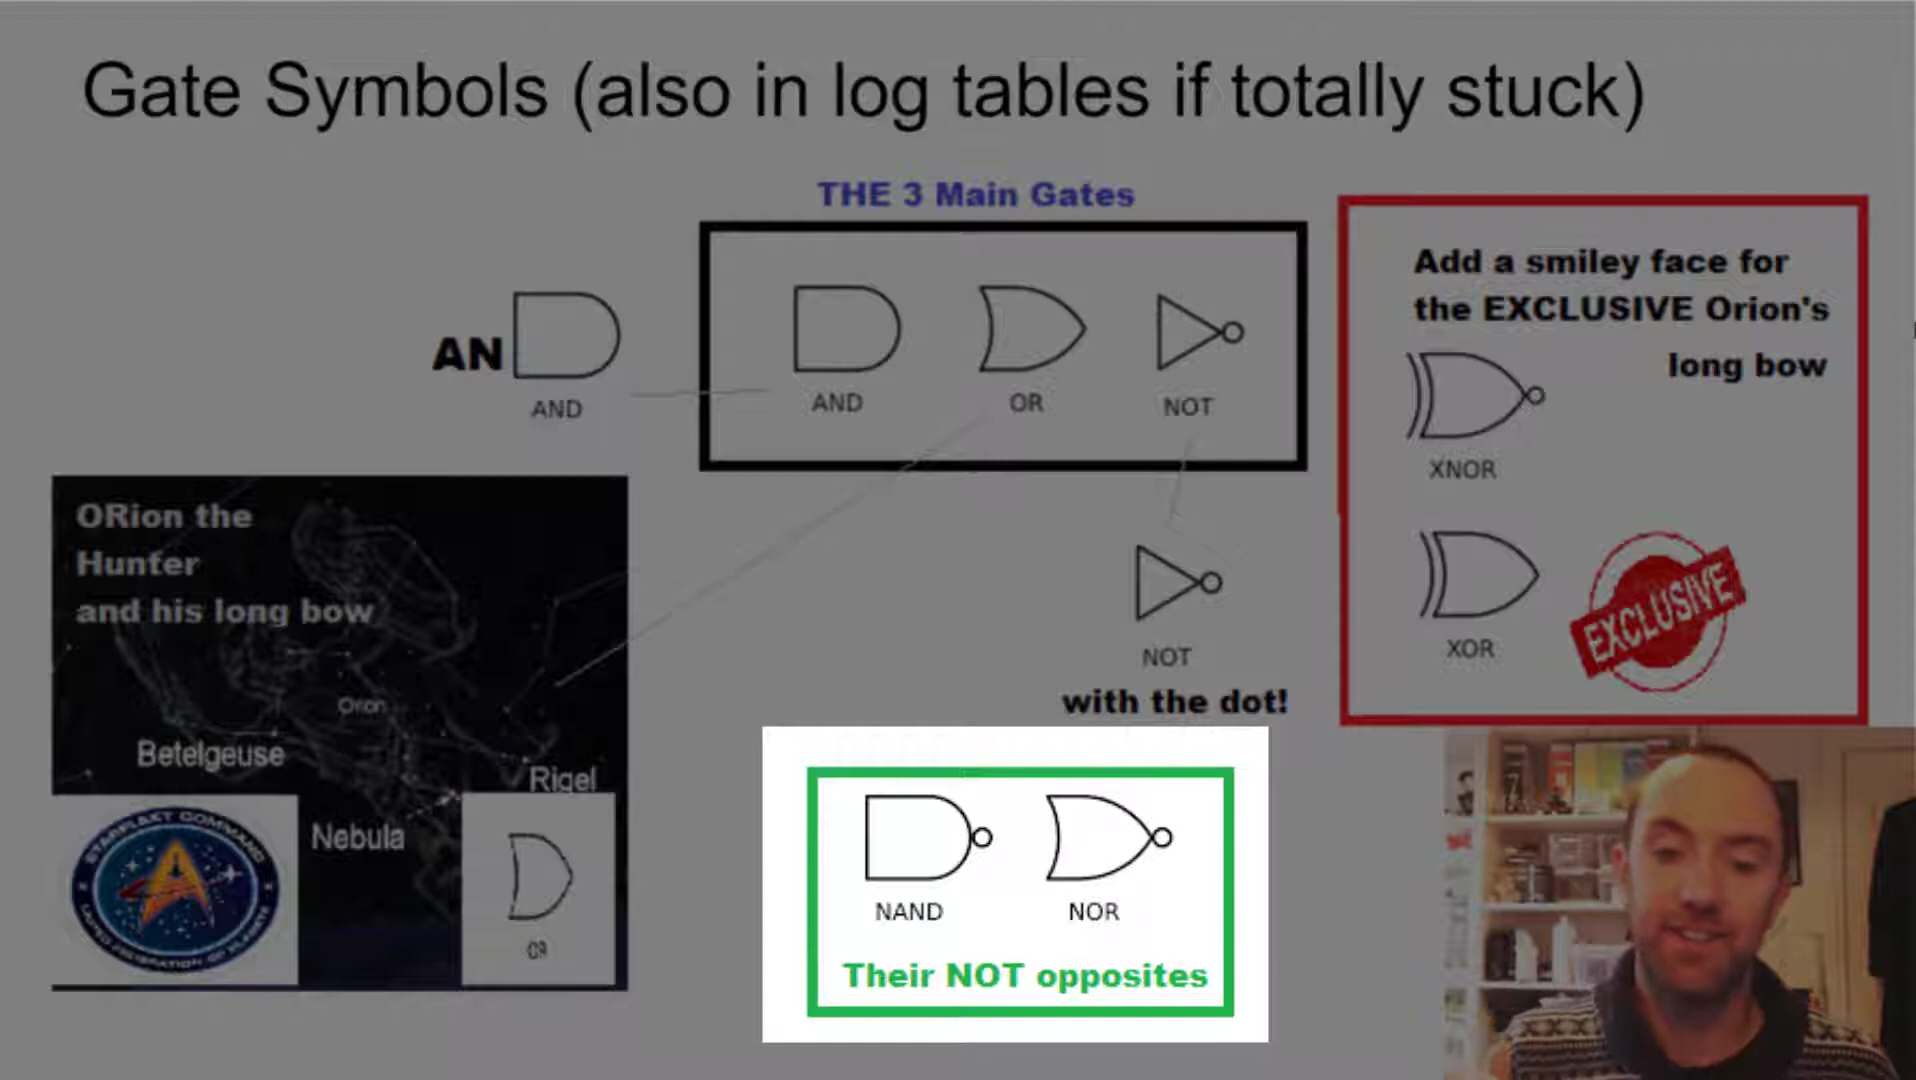 Gate Symbols (also in log tables if totally stuck)
THE 3 Main Gates
AN
AND
AND
OR
NOT
Add a smiley face for
the EXCLUSIVE Orion's
long bow
XNOR
XOR
EXCLUSIVE
ORion the
Hunter
and his long bow
Orion
Betelgeuse
Rigel
Nebula
OR
NOT
with the dot!
NAND
NOR
Their NOT opposites